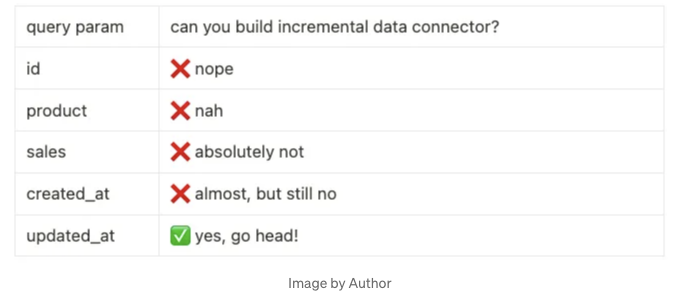 query param can you build incremental data connector?
id ❌ nope
product ❌ nah
sales ❌ absolutely not
created_at ❌ almost, but still no
updated_at ✅ yes, go head!
Image by Author